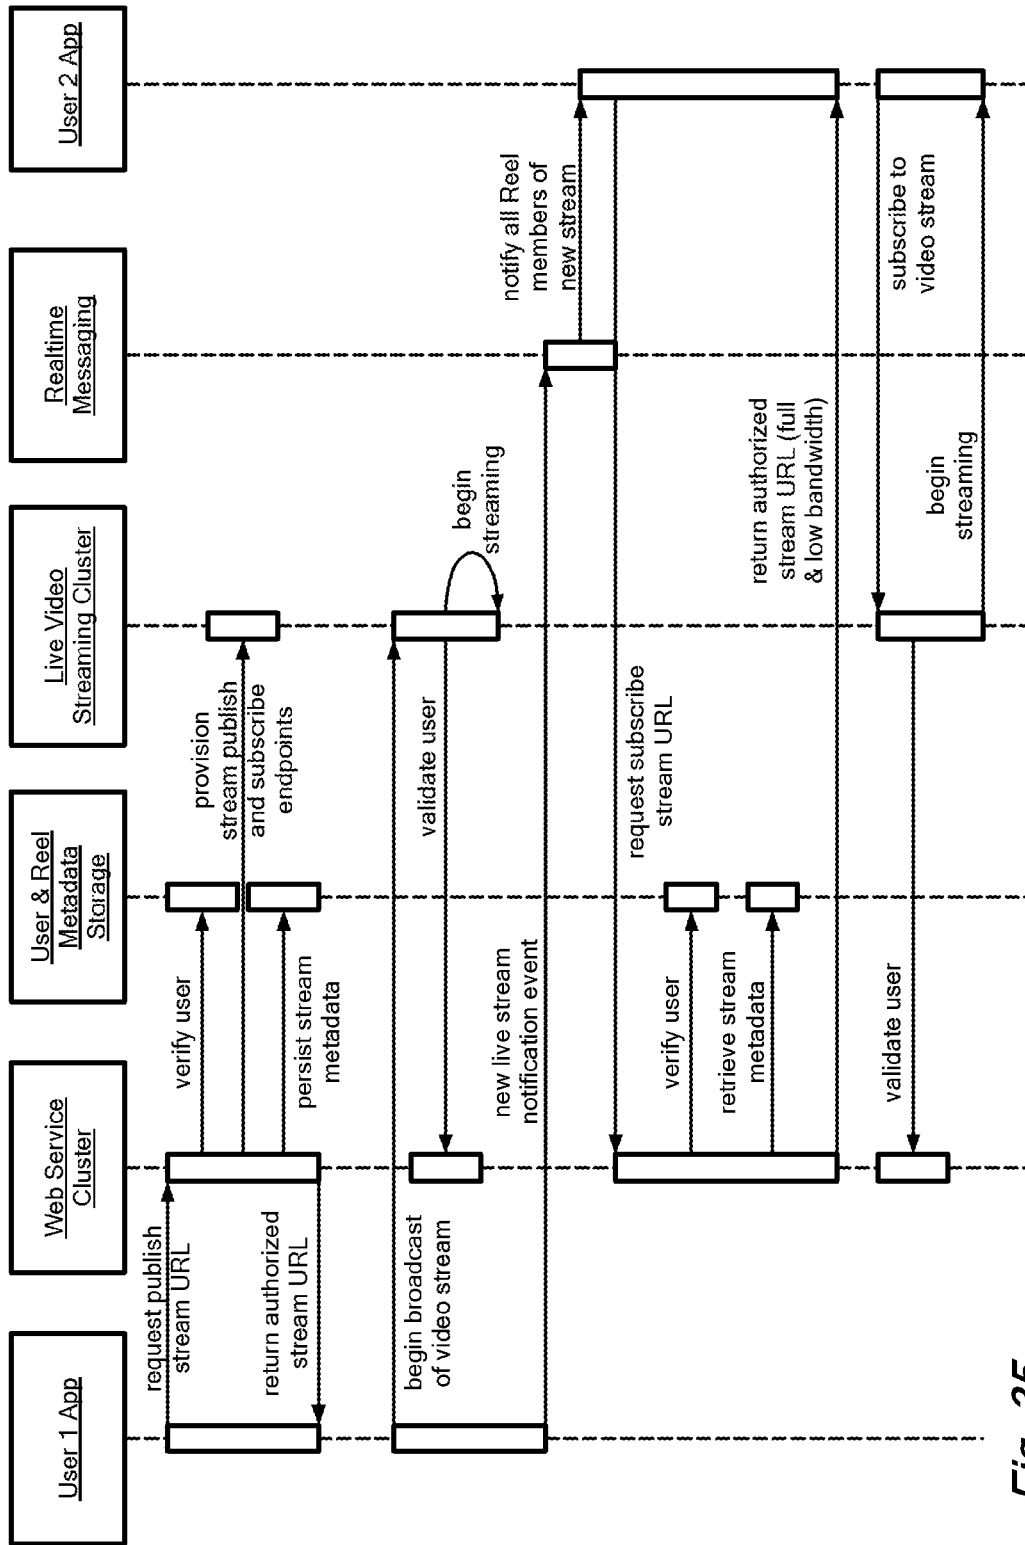 User 1 App
Web Service
Cluster
User & Reel
Metadata
Storage
Live Video
Streaming Cluster
Realtime
Messaging
User 2 App
request publish
stream URL
verify user
provision
stream publish
and subscribe
endpoints
persist stream
metadata
return authorized
stream URL
begin broadcast
of video stream
validate user
begin
streaming
new live stream
notification event
notify all Reel
members of
new stream
request subscribe
stream URL
verify user
retrieve stream
metadata
return authorized
stream URL (full
& low bandwidth)
subscribe to
video stream
validate user
begin
streaming